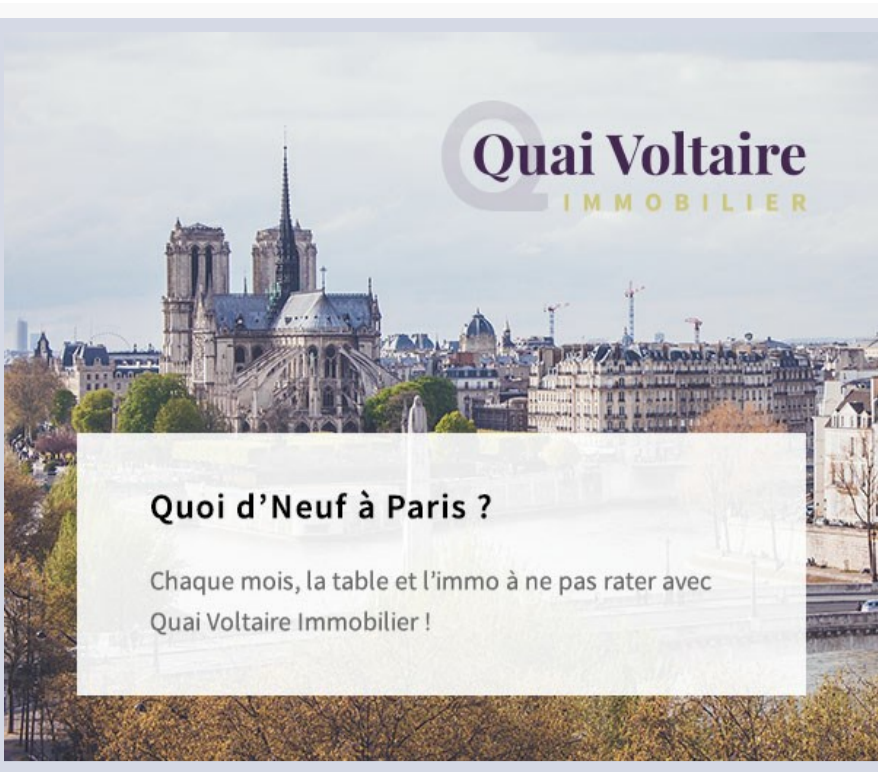 Quai Voltaire
IMMOBILIER
Quoi d’Neuf à Paris ?
Chaque mois, la table et l’immo à ne pas rater avec
Quai Voltaire Immobilier !